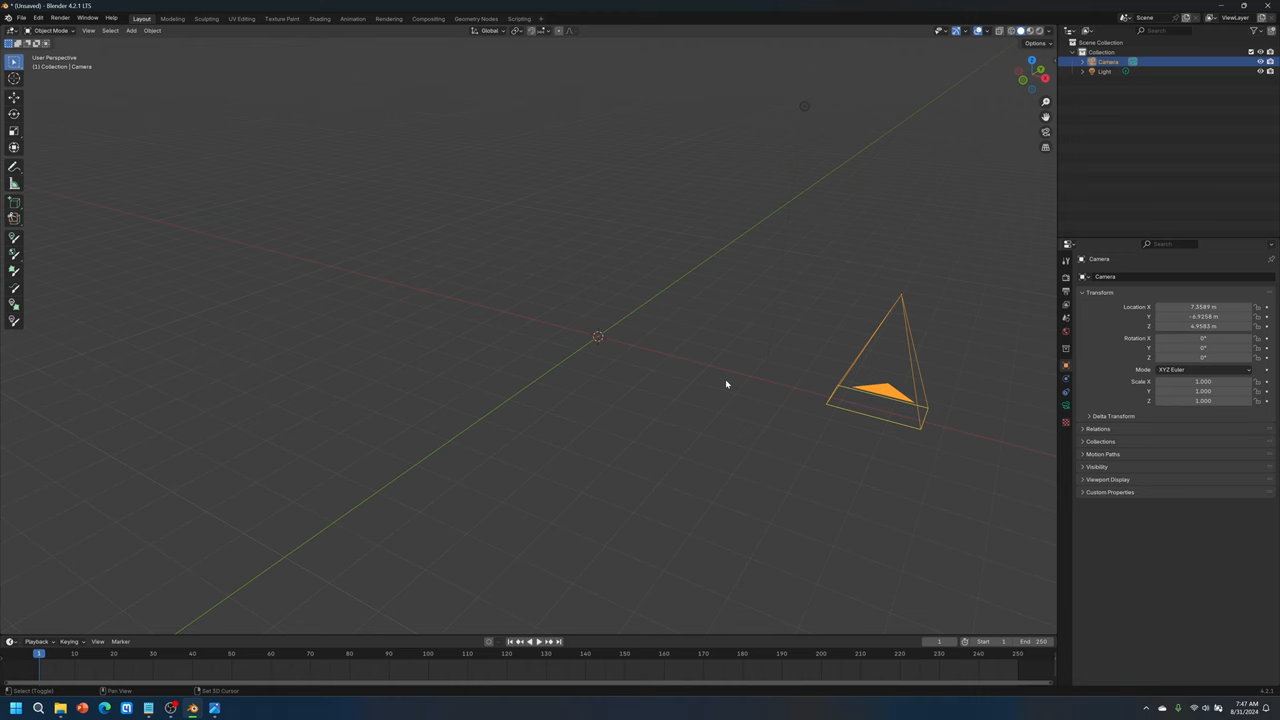 * (Unsaved) - Blender 4.2.1 LTS
File Edit Render Window Help Layout Modeling Sculpting UV Editing Texture Paint Shading Animation Rendering Compositing Geometry Nodes Scripting + Scene ViewLayer
Object Mode View Select Add Object Global Search
Options
User Perspective
(1) Collection | Camera
Scene Collection
Collection
Camera
Light
Y
X
Z
Search
Camera
Camera
Transform
Location X 7.3589 m
Y -6.9258 m
Z 4.9583 m
Rotation X 0°
Y 0°
Z 0°
Mode XYZ Euler
Scale X 1.000
Y 1.000
Z 1.000
Delta Transform
Relations
Collections
Motion Paths
Visibility
Viewport Display
Custom Properties
Playback Keying View Marker 1 Start 1 End 250
1 10 20 30 40 50 60 70 80 90 100 110 120 130 140 150 160 170 180 190 200 210 220 230 240 250
Select (Toggle) Pan View Set 3D Cursor 4.2.1
7:47 AM
8/31/2024